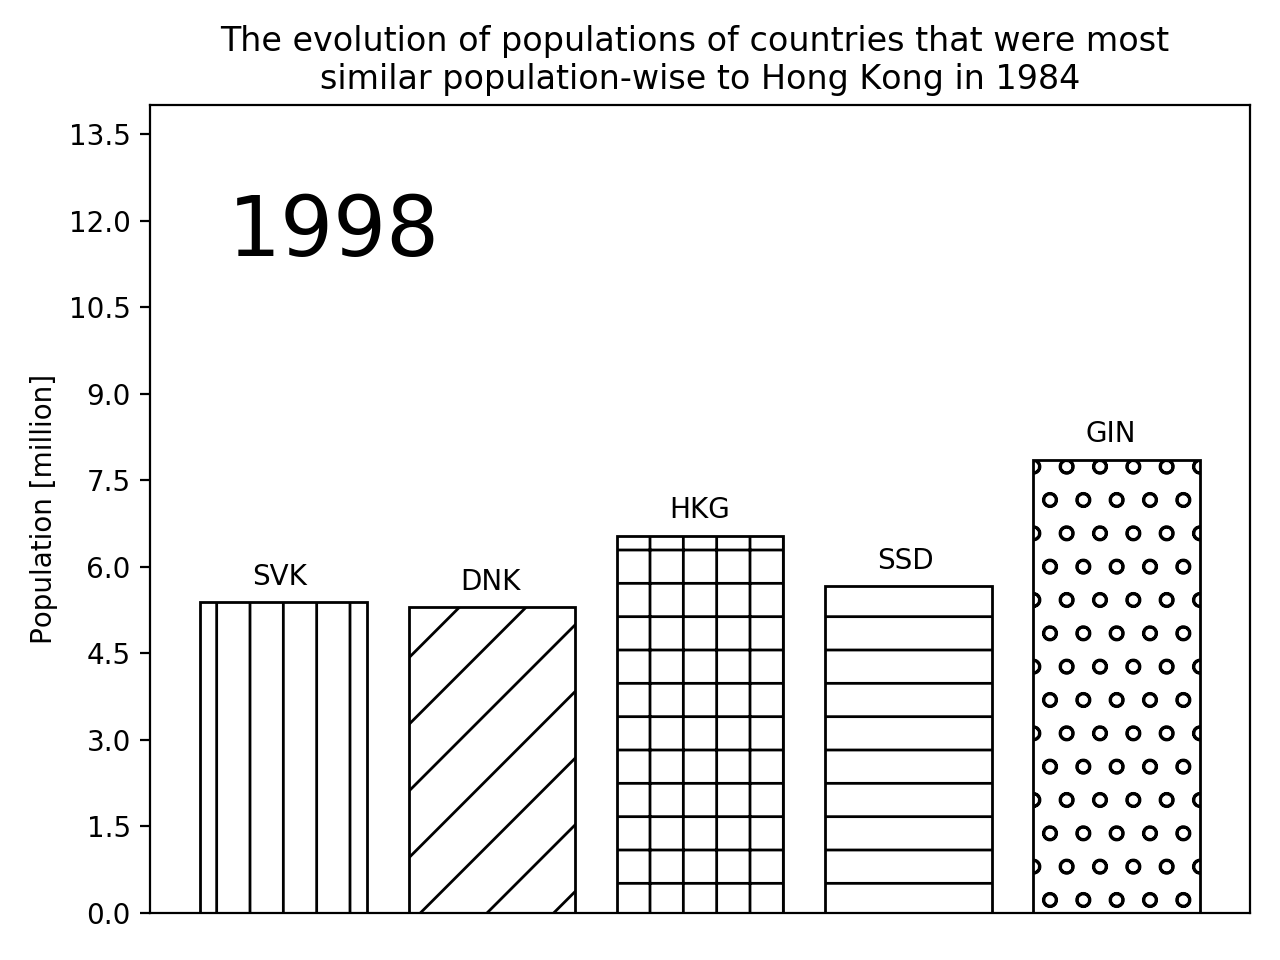 The evolution of populations of countries that were most
similar population-wise to Hong Kong in 1984
1998
Population [million]
13.5
12.0
10.5
9.0
7.5
6.0
4.5
3.0
1.5
0.0
SVK
DNK
HKG
SSD
GIN